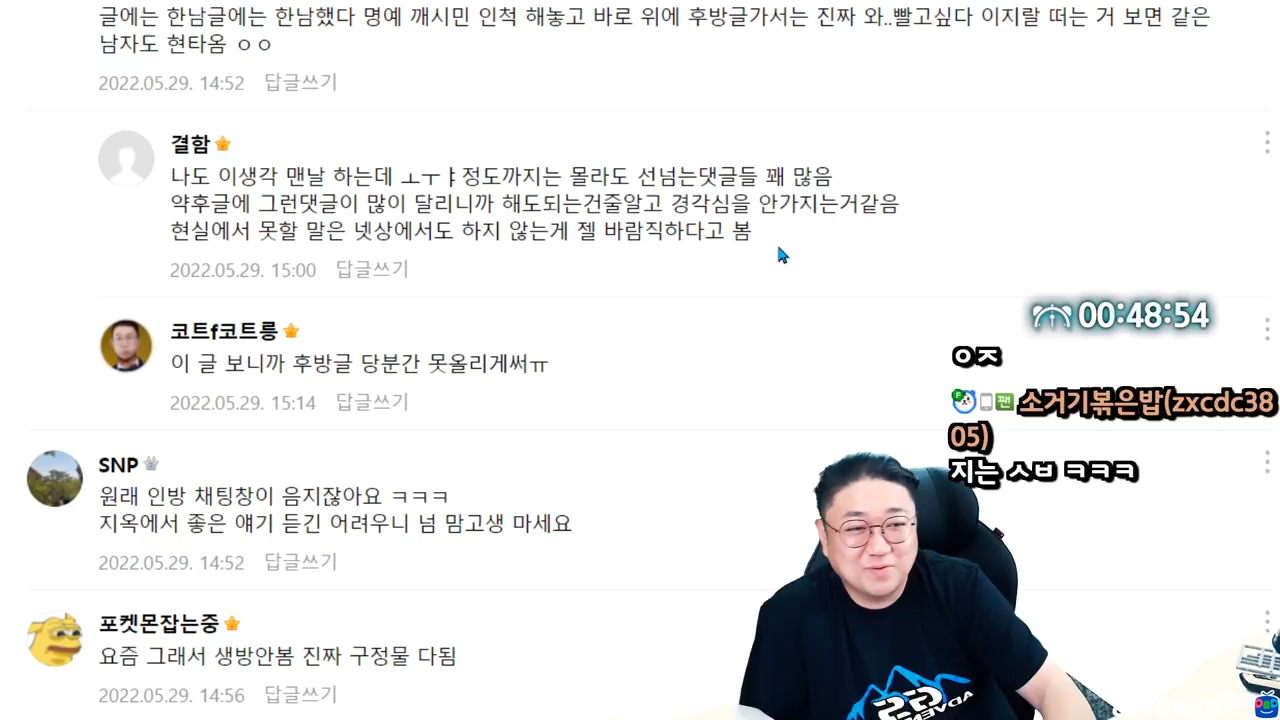 글에는 한남글에는 한남했다 명예 깨시민 인척 해놓고 바로 위에 후방글가서는 진짜 와..빨고싶다 이지랄 떠는 거 보면 같은
남자도 현타옴 ㅇㅇ
2022.05.29. 14:52 답글쓰기
결함
나도 이생각 맨날 하는데 ㅗㅜㅑ정도까지는 몰라도 선넘는댓글들 꽤 많음
약후글에 그런댓글이 많이 달리니까 해도되는건줄알고 경각심을 안가지는거같음
현실에서 못할 말은 넷상에서도 하지 않는게 젤 바람직하다고 봄
2022.05.29. 15:00 답글쓰기
00:48:54
코트f코트릉
이 글 보니까 후방글 당분간 못올리게써ㅠ
2022.05.29. 15:14 답글쓰기
ㅇㅈ
팬 소거기볶은밥(zxcdc38
05)
지는 ㅅㅂ ㅋㅋㅋ
SNP
원래 인방 채팅창이 음지잖아요 ㅋㅋㅋ
지옥에서 좋은 얘기 듣긴 어려우니 넘 맘고생 마세요
2022.05.29. 14:52 답글쓰기
포켓몬잡는중
요즘 그래서 생방안봄 진짜 구정물 다됨
2022.05.29. 14:56 답글쓰기